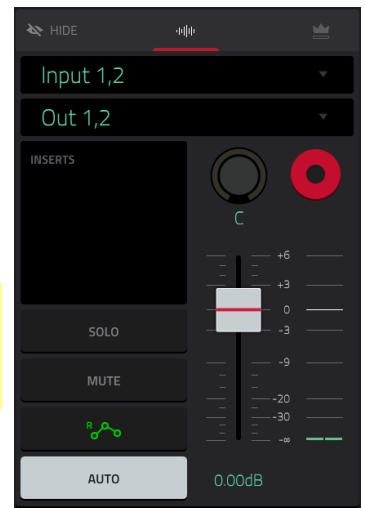 HIDE
Input 1,2
Out 1,2
INSERTS
C
+6
+3
0
-3
-9
-20
-30
-∞
SOLO
MUTE
R
AUTO
0.00dB